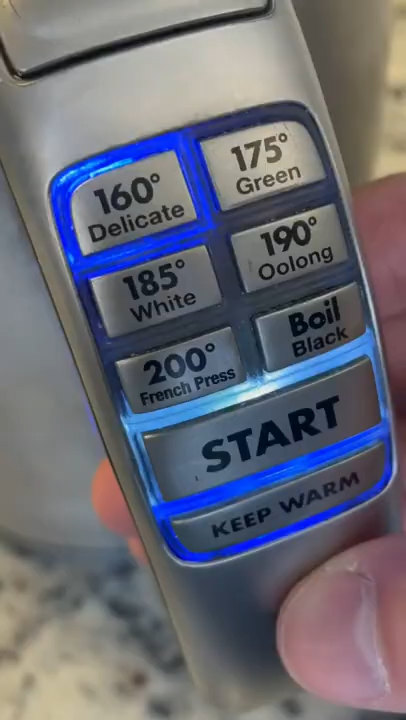 160°
Delicate
175°
Green
185°
White
190°
Oolong
200°
French Press
Boil
Black
START
KEEP WARM